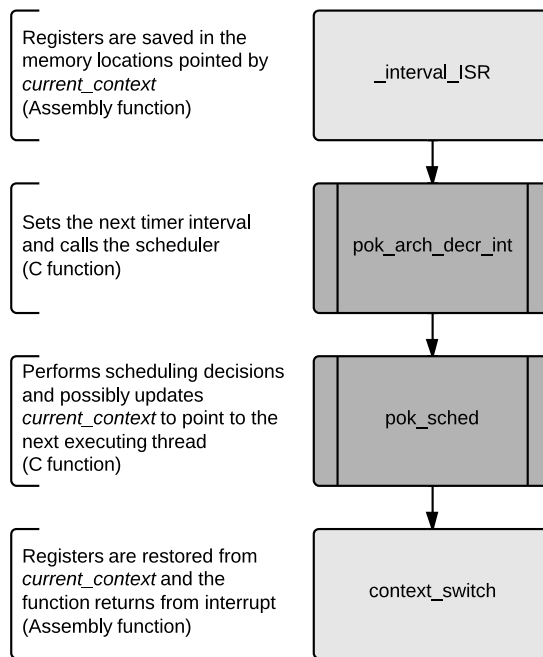 Registers are saved in the
memory locations pointed by
current_context
(Assembly function)
_interval_ISR
Sets the next timer interval
and calls the scheduler
(C function)
pok_arch_decr_int
Performs scheduling decisions
and possibly updates
current_context to point to the
next executing thread
(C function)
pok_sched
Registers are restored from
current_context and the
function returns from interrupt
(Assembly function)
context_switch